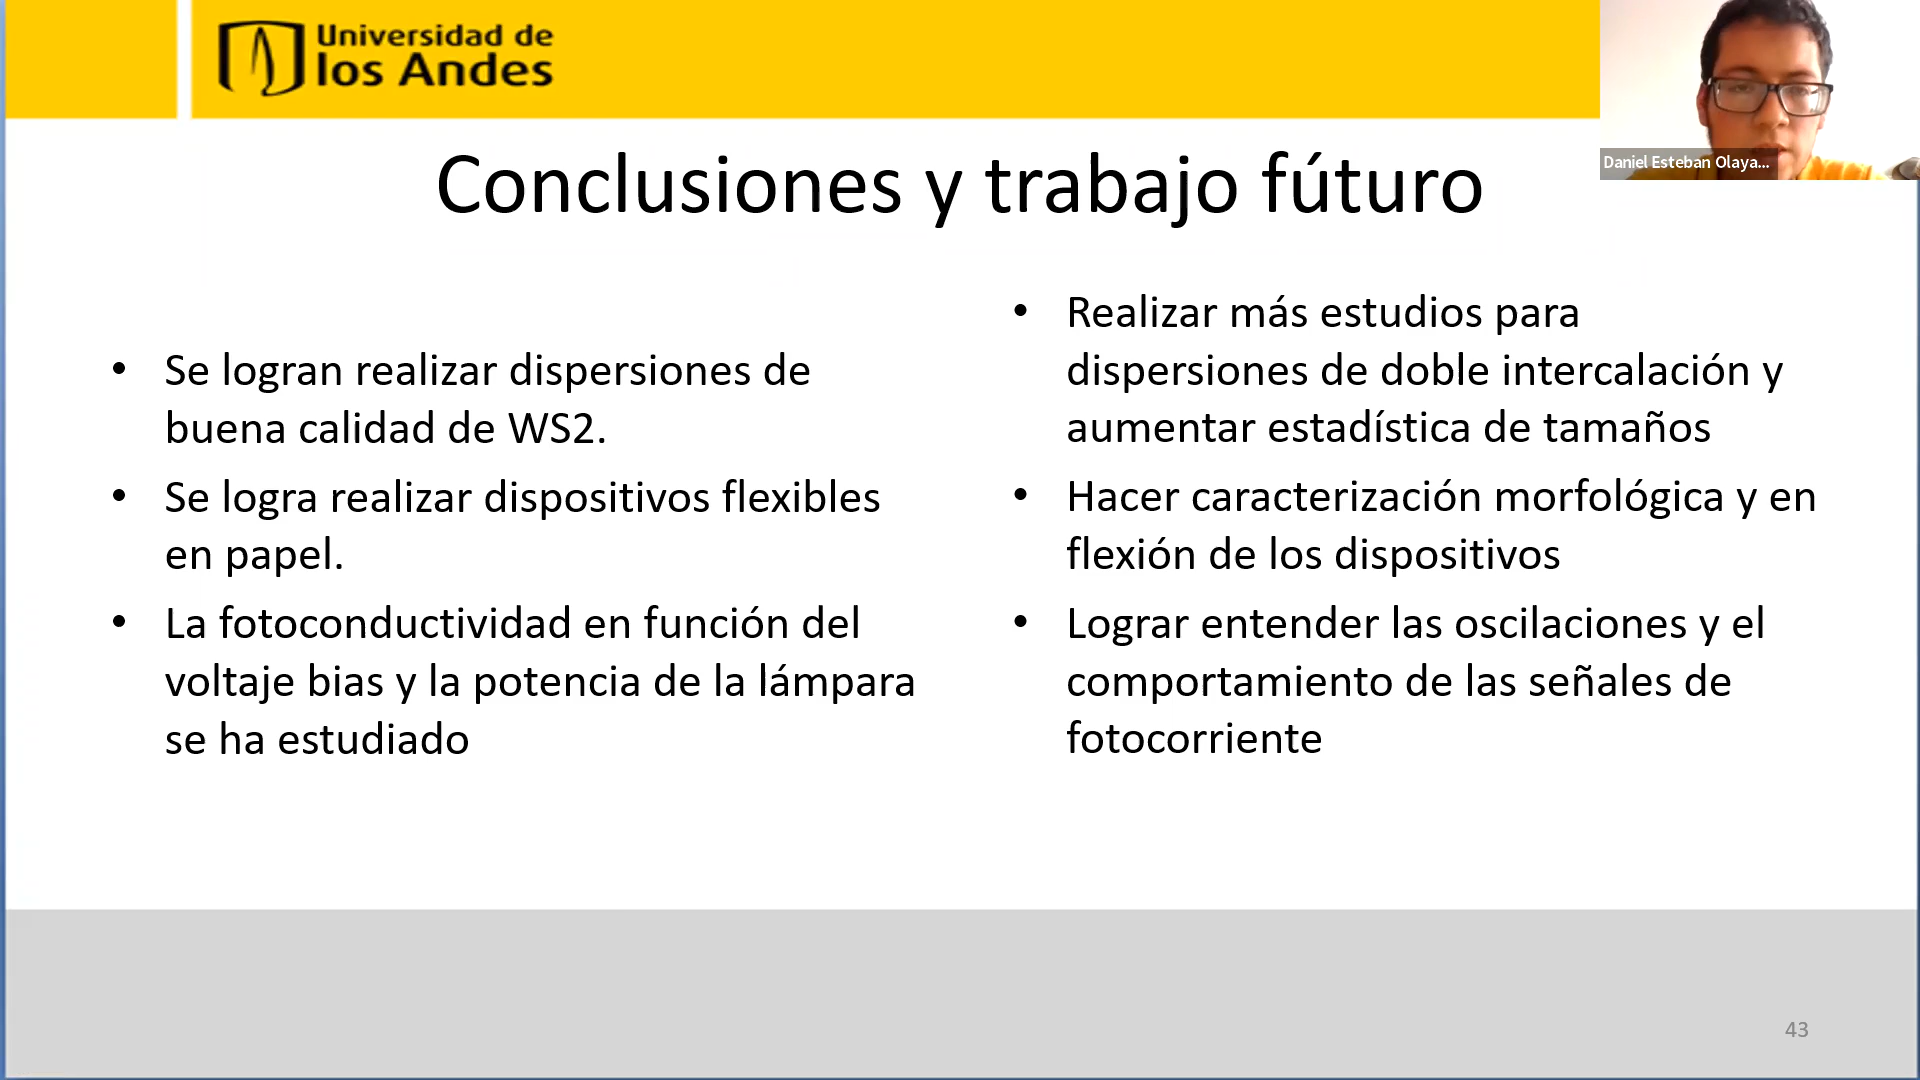 Universidad de
los Andes
Daniel Esteban Olaya...
Conclusiones y trabajo fúturo
• Se logran realizar dispersiones de
buena calidad de WS2.
• Se logra realizar dispositivos flexibles
en papel.
• La fotoconductividad en función del
voltaje bias y la potencia de la lámpara
se ha estudiado
• Realizar más estudios para
dispersiones de doble intercalación y
aumentar estadística de tamaños
• Hacer caracterización morfológica y en
flexión de los dispositivos
• Lograr entender las oscilaciones y el
comportamiento de las señales de
fotocorriente
43